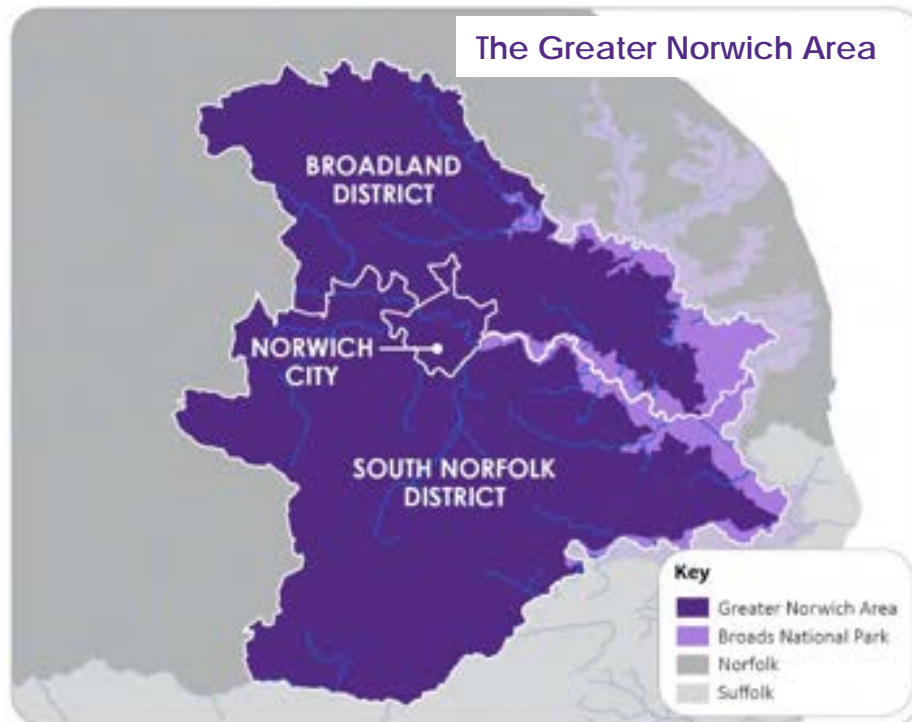 The Greater Norwich Area
BROADLAND
DISTRICT
NORWICH
CITY
SOUTH NORFOLK
DISTRICT
Key
Greater Norwich Area
Broads National Park
Norfolk
Suffolk